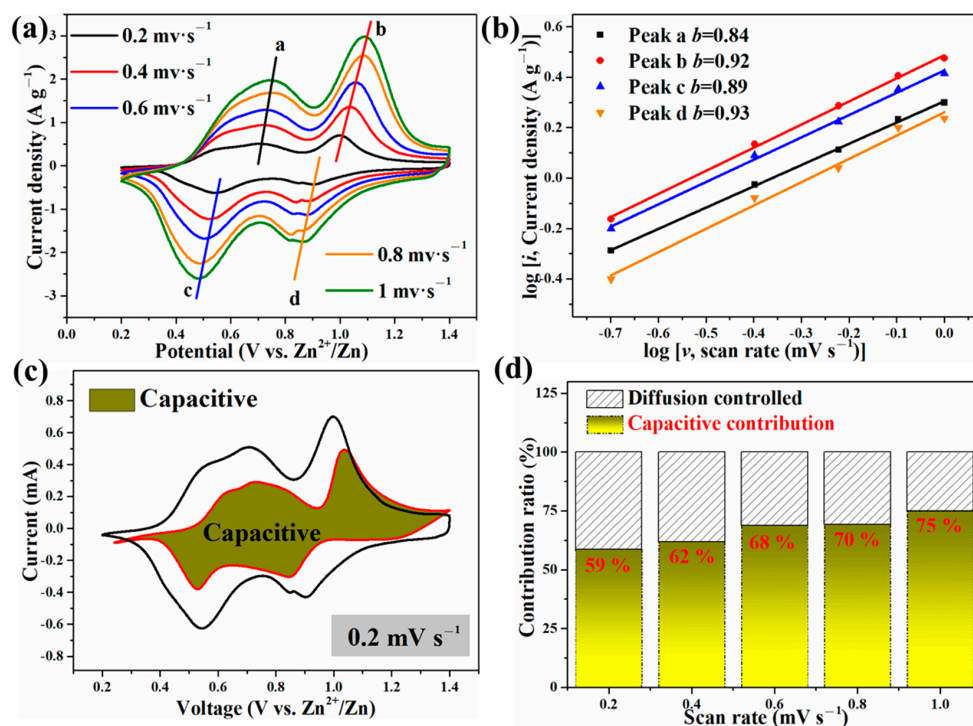 (a)
0.2 mv·s−1
0.4 mv·s−1
0.6 mv·s−1
0.8 mv·s−1
1 mv·s−1
a
b
c
d
3
2
1
0
-1
-2
-3
Current density (A g−1)
0.0 0.2 0.4 0.6 0.8 1.0 1.2 1.4
Potential (V vs. Zn2+/Zn)
(b)
Peak a b=0.84
Peak b b=0.92
Peak c b=0.89
Peak d b=0.93
0.6
0.4
0.2
0.0
-0.2
-0.4
log [i, Current density (A g−1)]
-0.7 -0.6 -0.5 -0.4 -0.3 -0.2 -0.1 0.0
log [v, scan rate (mV s−1)]
(c)
Capacitive
Capacitive
0.2 mV s−1
0.8
0.6
0.4
0.2
0.0
-0.2
-0.4
-0.6
-0.8
Current (mA)
0.2 0.4 0.6 0.8 1.0 1.2 1.4
Voltage (V vs. Zn2+/Zn)
(d)
Diffusion controlled
Capacitive contribution
59 %
62 %
68 %
70 %
75 %
125
100
75
50
25
0
Contribution ratio (%)
0.2 0.4 0.6 0.8 1.0
Scan rate (mV s−1)